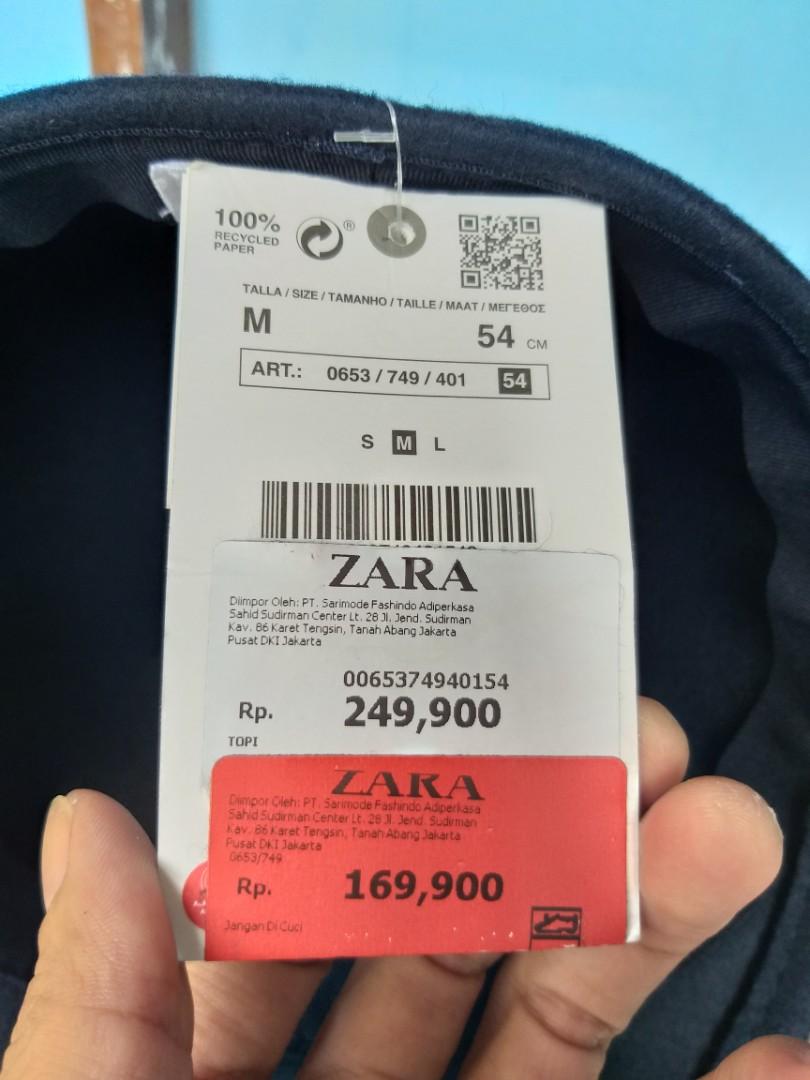 100%
RECYCLED
PAPER
®
TALLA / SIZE / TAMANHO / TAILLE / MAAT / ΜΕΓΕΘΟΣ
M 54 CM
ART.: 0653 / 749 / 401 54
S M L
ZARA
Diimpor Oleh: PT. Sarimode Fashindo Adiperkasa
Sahid Sudirman Center Lt. 28 Jl. Jend. Sudirman
Kav. 86 Karet Tengsin, Tanah Abang Jakarta
Pusat DKI Jakarta
0065374940154
Rp. 249,900
TOPI
ZARA
Diimpor Oleh: PT. Sarimode Fashindo Adiperkasa
Sahid Sudirman Center Lt. 28 Jl. Jend. Sudirman
Kav. 86 Karet Tengsin, Tanah Abang Jakarta
Pusat DKI Jakarta
0653/749
Rp. 169,900
Jangan Di Cuci